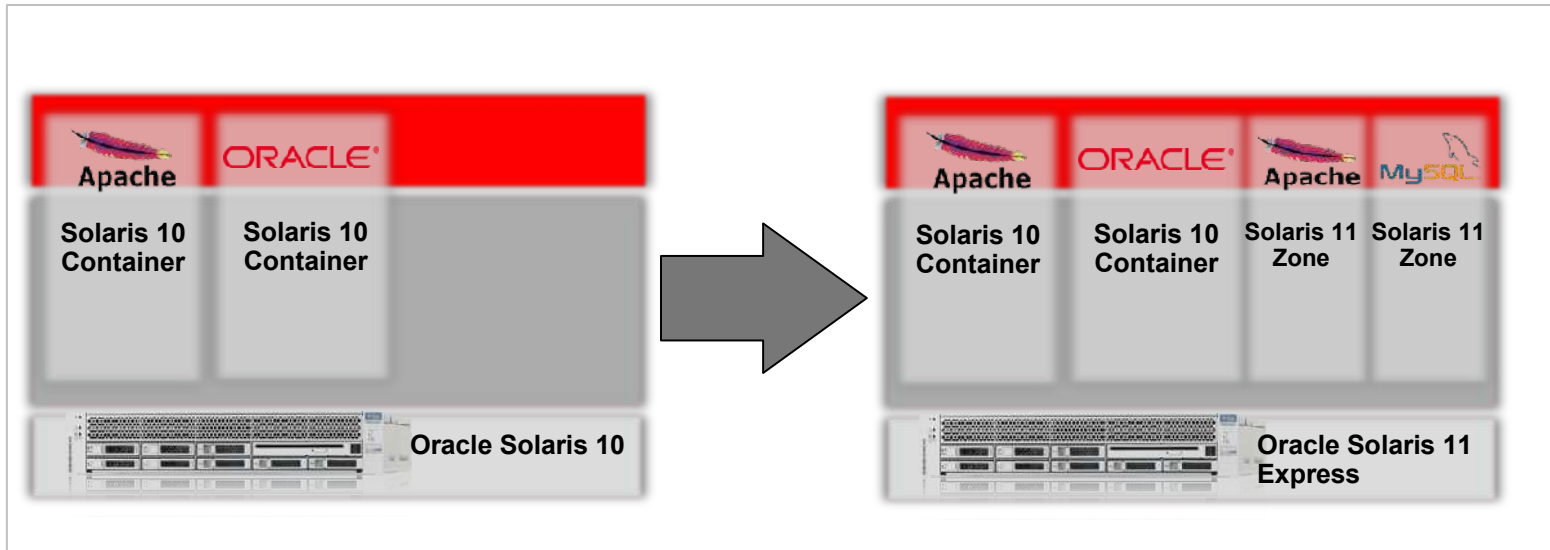 Apache
ORACLE®
Solaris 10
Container
Solaris 10
Container
Oracle Solaris 10
Apache
ORACLE®
Apache
MySQL
Solaris 10
Container
Solaris 10
Container
Solaris 11
Zone
Solaris 11
Zone
Oracle Solaris 11
Express